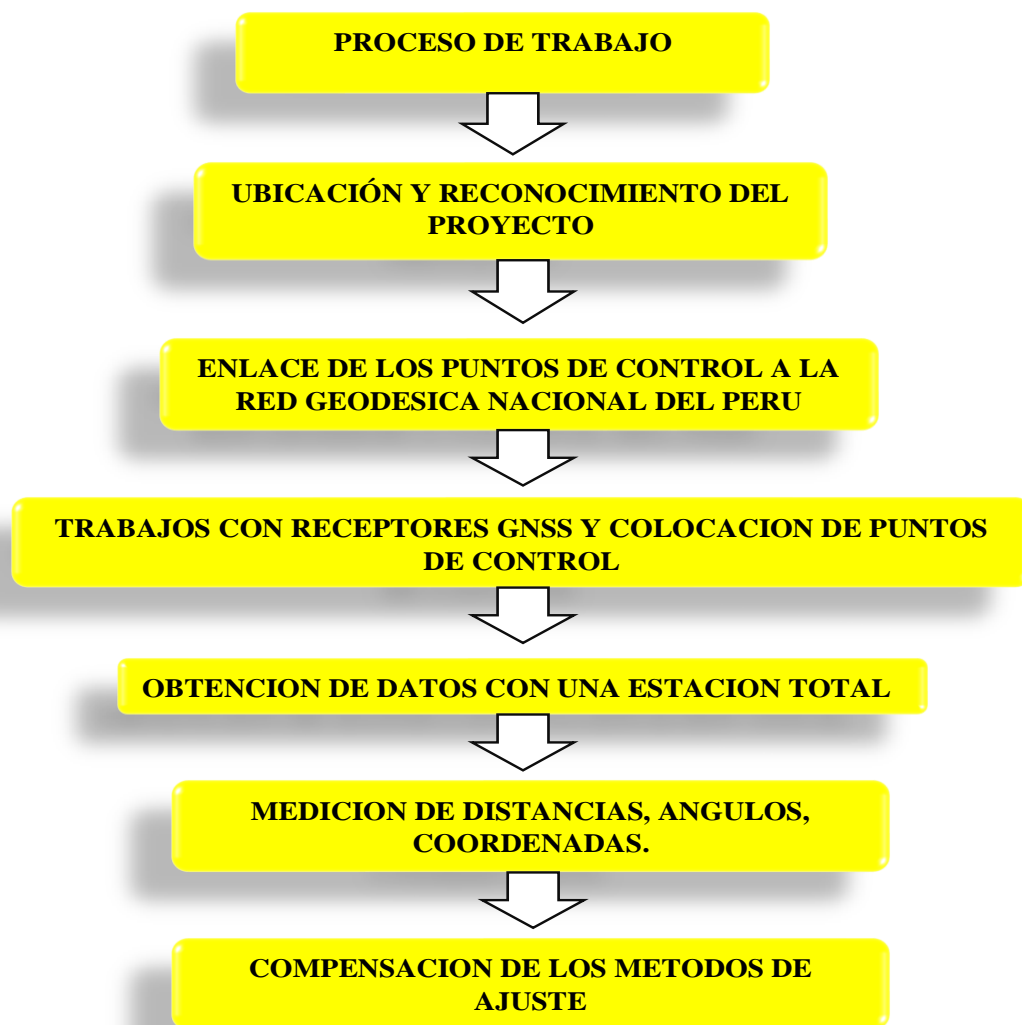 PROCESO DE TRABAJO
UBICACIÓN Y RECONOCIMIENTO DEL
PROYECTO
ENLACE DE LOS PUNTOS DE CONTROL A LA
RED GEODESICA NACIONAL DEL PERU
TRABAJOS CON RECEPTORES GNSS Y COLOCACION DE PUNTOS
DE CONTROL
OBTENCION DE DATOS CON UNA ESTACION TOTAL
MEDICION DE DISTANCIAS, ANGULOS,
COORDENADAS.
COMPENSACION DE LOS METODOS DE
AJUSTE